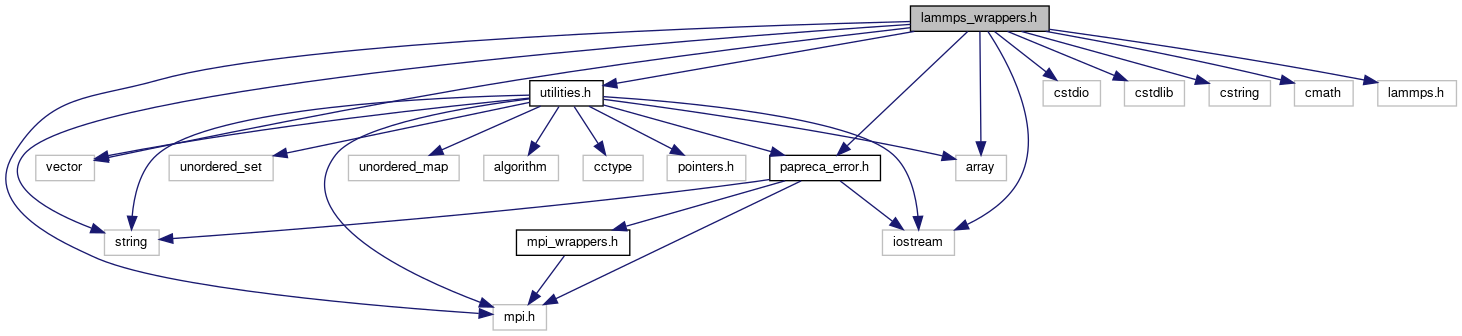 lammps_wrappers.h
utilities.h
cstdio
cstdlib
cstring
cmath
lammps.h
vector
unordered_set
unordered_map
algorithm
cctype
pointers.h
papreca_error.h
array
string
mpi_wrappers.h
iostream
mpi.h